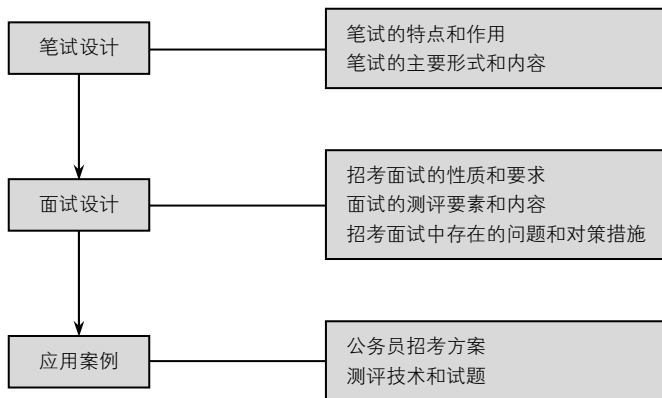 笔试设计
笔试的特点和作用
笔试的主要形式和内容
面试设计
招考面试的性质和要求
面试的测评要素和内容
招考面试中存在的问题和对策措施
应用案例
公务员招考方案
测评技术和试题